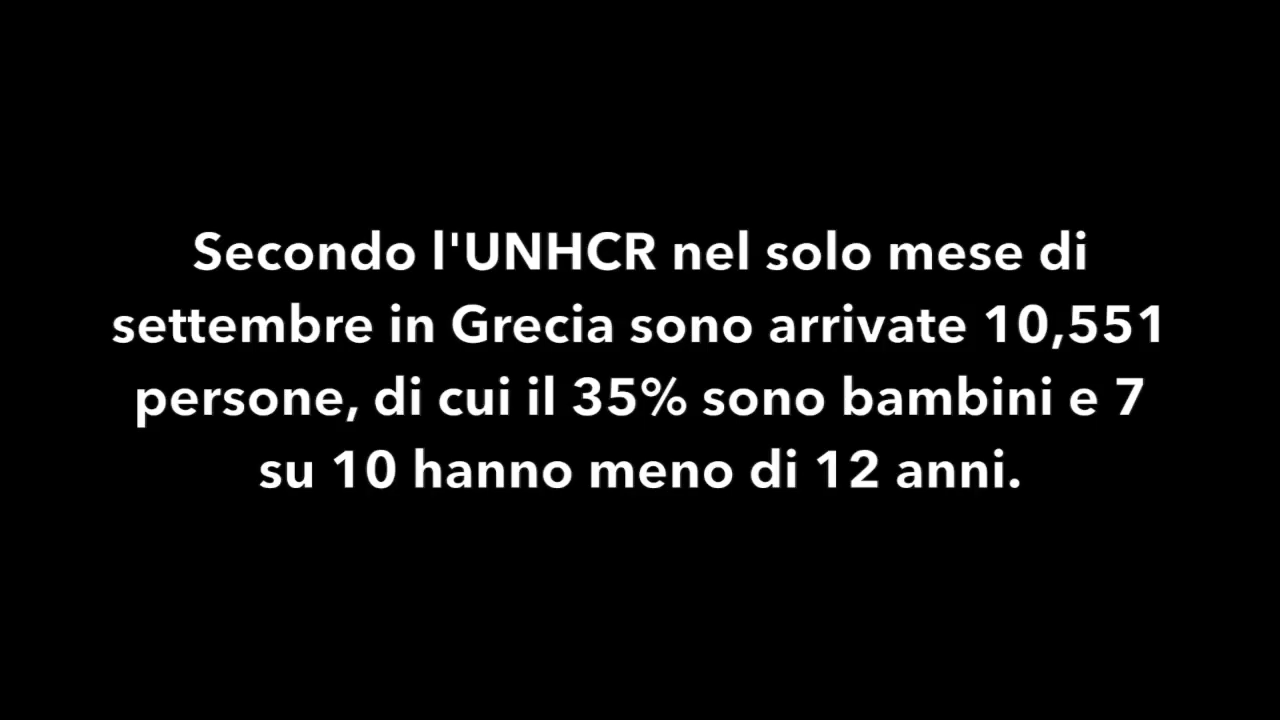 Secondo l'UNHCR nel solo mese di
settembre in Grecia sono arrivate 10,551
persone, di cui il 35% sono bambini e 7
su 10 hanno meno di 12 anni.